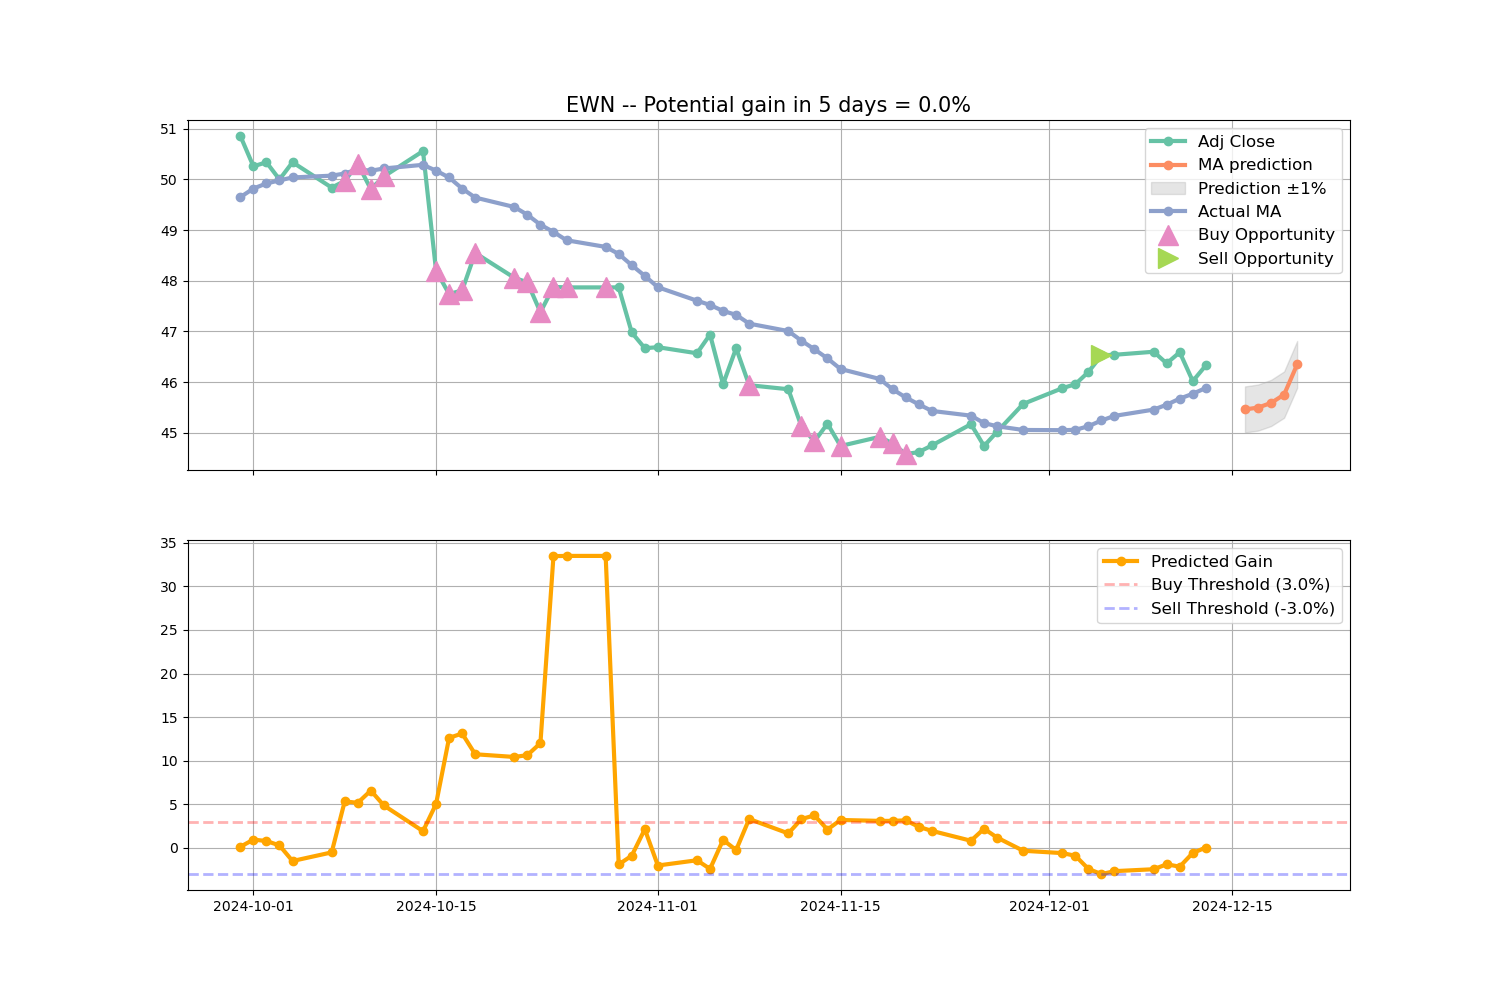 EWN -- Potential gain in 5 days = 0.0%
51
50
49
48
47
46
45
Adj Close
MA prediction
Prediction ±1%
Actual MA
Buy Opportunity
Sell Opportunity
35
30
25
20
15
10
5
0
Predicted Gain
Buy Threshold (3.0%)
Sell Threshold (-3.0%)
2024-10-01
2024-10-15
2024-11-01
2024-11-15
2024-12-01
2024-12-15